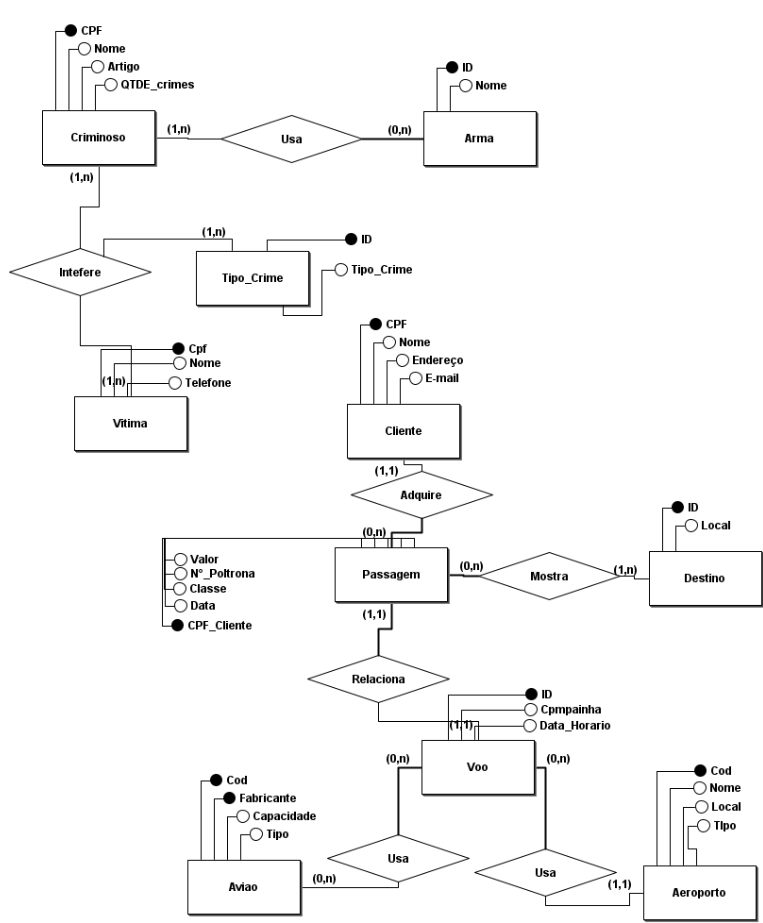 CPF
Nome
Artigo
QTDE_crimes
Criminoso
(1,n)
Usa
(0,n)
ID
Nome
Arma
(1,n)
Intefere
(1,n)
Tipo_Crime
ID
Tipo_Crime
Cpf
Nome
(1,n)
Telefone
Vitima
CPF
Nome
Endereço
E-mail
Cliente
(1,1)
Adquire
(0,n)
Valor
N°_Poltrona
Classe
Data
CPF_Cliente
Passagem
(0,n)
Mostra
(1,n)
ID
Local
Destino
(1,1)
Relaciona
ID
Cpmpainha
(1,1)
Data_Horario
Voo
(0,n)
(0,n)
Cod
Fabricante
Capacidade
Tipo
Aviao
(0,n)
Usa
Usa
(1,1)
Cod
Nome
Local
TIpo
Aeroporto